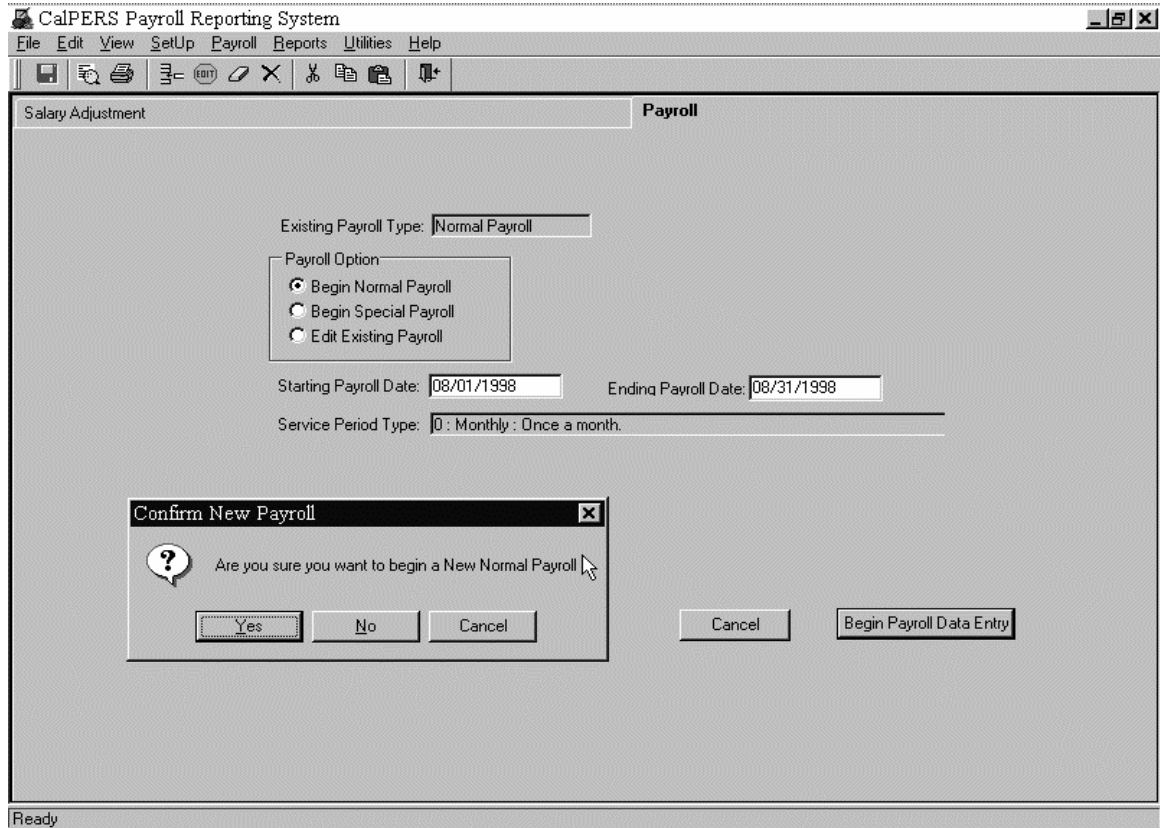 CalPERS Payroll Reporting System
File Edit View SetUp Payroll Reports Utilities Help
EDIT
Salary Adjustment
Payroll
Existing Payroll Type: Normal Payroll
Payroll Option
Begin Normal Payroll
Begin Special Payroll
Edit Existing Payroll
Starting Payroll Date: 08/01/1998 Ending Payroll Date: 08/31/1998
Service Period Type: 0 : Monthly : Once a month.
Confirm New Payroll
Are you sure you want to begin a New Normal Payroll
Yes No Cancel
Cancel Begin Payroll Data Entry
Ready